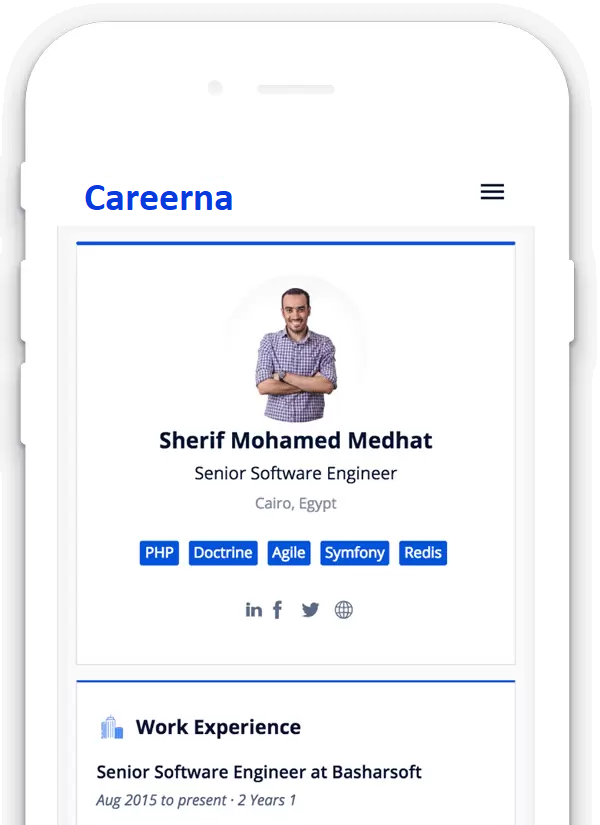 Careerna
Sherif Mohamed Medhat
Senior Software Engineer
Cairo, Egypt
PHP Doctrine Agile Symfony Redis
Work Experience
Senior Software Engineer at Basharsoft
Aug 2015 to present · 2 Years 1